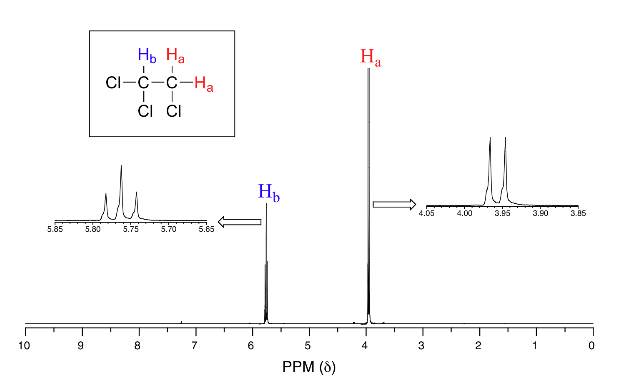 Hb Ha
Cl C C Ha
Cl Cl
Ha
Hb
5.85 5.80 5.75 5.70 5.65
4.05 4.00 3.95 3.90 3.85
10 9 8 7 6 5 4 3 2 1 0
PPM (δ)